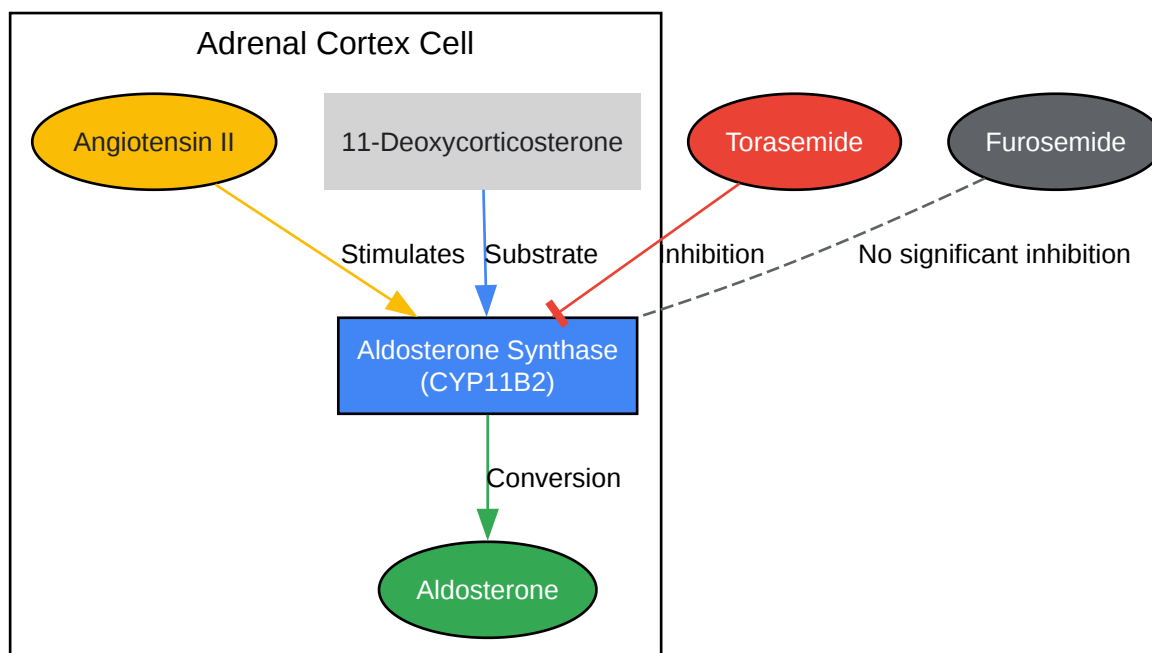 Adrenal Cortex Cell
Angiotensin II
11-Deoxycorticosterone
Torasemide
Furosemide
Stimulates
Substrate
Inhibition
No significant inhibition
Aldosterone Synthase
(CYP11B2)
Conversion
Aldosterone